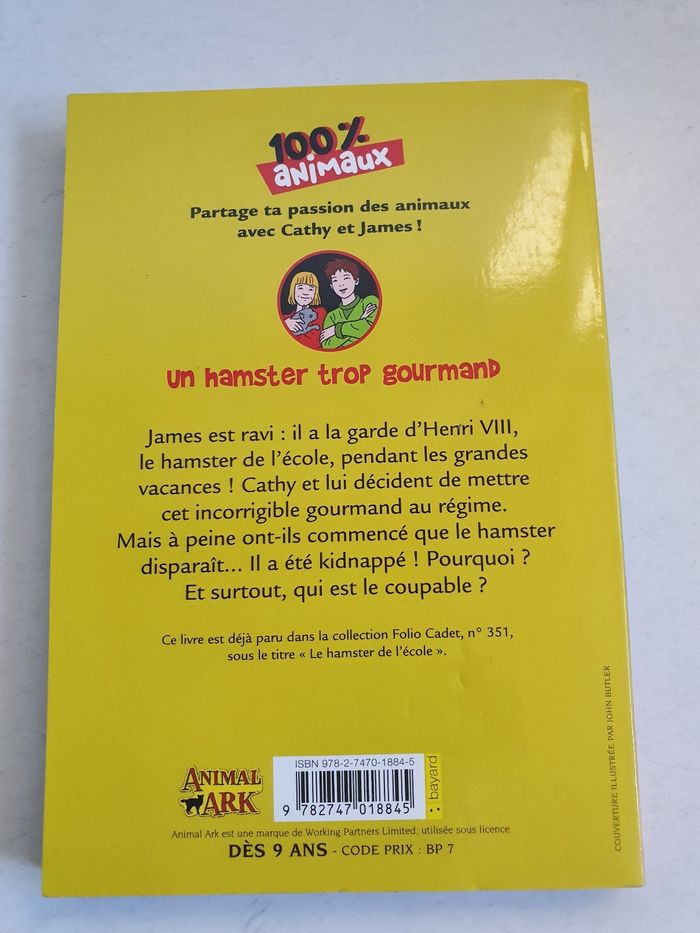 100%
animaux
Partage ta passion des animaux
avec Cathy et James !
un hamster trop gourmand
James est ravi : il a la garde d'Henri VIII,
le hamster de l'école, pendant les grandes
vacances ! Cathy et lui décident de mettre
cet incorrigible gourmand au régime.
Mais à peine ont-ils commencé que le hamster
disparaît... Il a été kidnappé ! Pourquoi ?
Et surtout, qui est le coupable ?
Ce livre est déjà paru dans la collection Folio Cadet, n° 351,
sous le titre « Le hamster de l'école ».
COUVERTURE ILLUSTRÉE PAR JOHN BUTLER
ANIMAL
ARK
ISBN 978-2-7470-1884-5
9 782747 018845
bayard
Animal Ark est une marque de Working Partners Limited, utilisée sous licence.
DÈS 9 ANS - CODE PRIX : BP 7